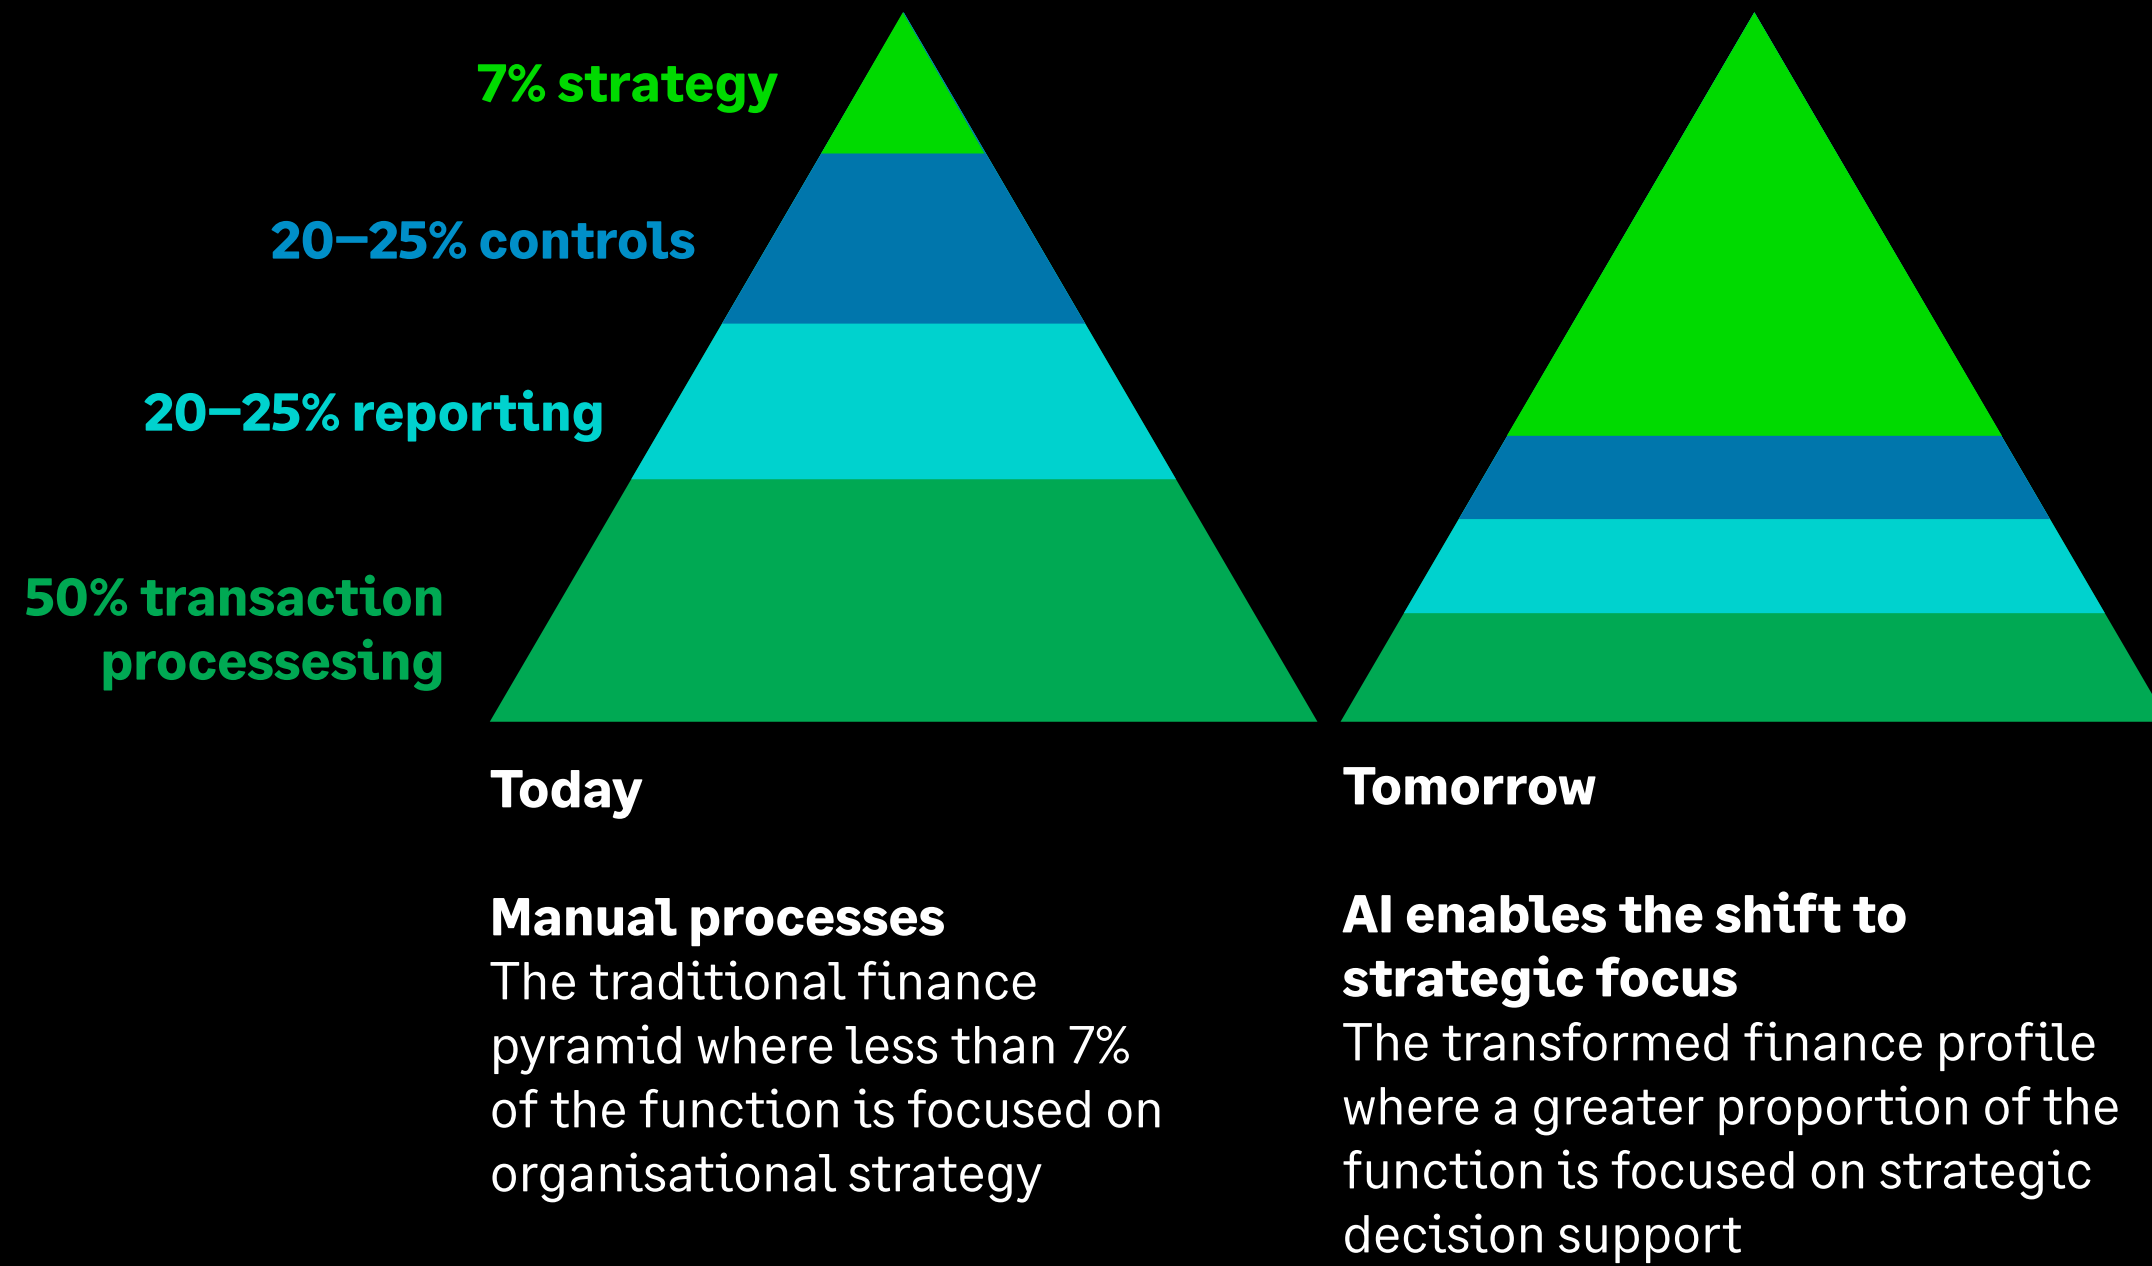 7% strategy
20–25% controls
20–25% reporting
50% transaction
processesing
Today
Manual processes
The traditional finance
pyramid where less than 7%
of the function is focused on
organisational strategy
Tomorrow
AI enables the shift to
strategic focus
The transformed finance profile
where a greater proportion of the
function is focused on strategic
decision support